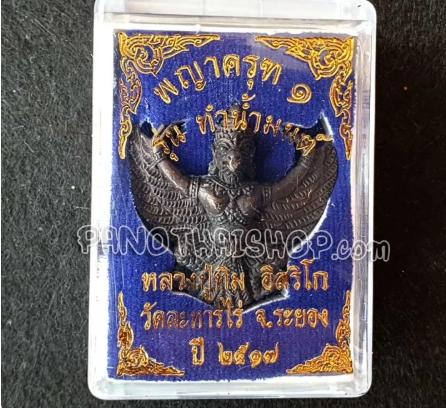 พญาครุฑ ๑
รุ่น ทำน้ำมนต์
PANOTHAISHOP.com
หลวงปู่ทิม อิสริโก
วัดละหารไร่ จ.ระยอง
ปี ๒๕๑๗